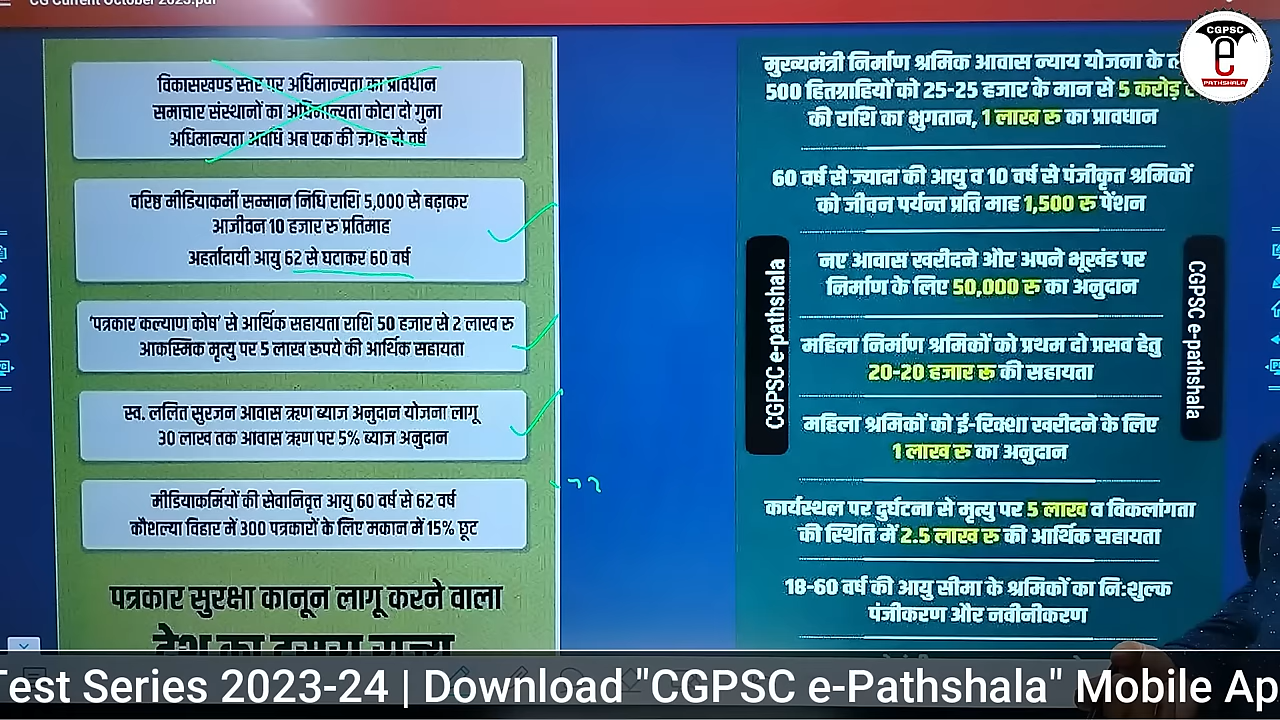 CG Current October 2023.pdf
विकासखण्ड स्तर पर अधिमान्यता का प्रावधान
समाचार संस्थानों का अधिमान्यता कोटा दो गुना
अधिमान्यता अवधि अब एक की जगह दो वर्ष
वरिष्ठ मीडियाकर्मी सम्मान निधि राशि 5,000 से बढ़ाकर
आजीवन 10 हजार रु प्रतिमाह
अहर्तादायी आयु 62 से घटाकर 60 वर्ष
'पत्रकार कल्याण कोष' से आर्थिक सहायता राशि 50 हजार से 2 लाख रु
आकस्मिक मृत्यु पर 5 लाख रूपये की आर्थिक सहायता
स्व. ललित सुरजन आवास ऋण ब्याज अनुदान योजना लागू
30 लाख तक आवास ऋण पर 5% ब्याज अनुदान
मीडियाकर्मियों की सेवानिवृत्त आयु 60 वर्ष से 62 वर्ष
कौशल्या विहार में 300 पत्रकारों के लिए मकान में 15% छूट
पत्रकार सुरक्षा कानून लागू करने वाला
देश का दूसरा राज्य
मुख्यमंत्री निर्माण श्रमिक आवास न्याय योजना के
500 हितग्राहियों को 25-25 हजार के मान से 5 करोड़
की राशि का भुगतान, 1 लाख रु का प्रावधान
60 वर्ष से ज्यादा की आयु व 10 वर्ष से पंजीकृत श्रमिकों
को जीवन पर्यन्त प्रति माह 1,500 रु पेंशन
नए आवास खरीदने और अपने भूखंड पर
निर्माण के लिए 50,000 रु का अनुदान
महिला निर्माण श्रमिकों को प्रथम दो प्रसव हेतु
20-20 हजार रु की सहायता
महिला श्रमिकों को ई-रिक्शा खरीदने के लिए
1 लाख रु का अनुदान
कार्यस्थल पर दुर्घटना से मृत्यु पर 5 लाख व विकलांगता
की स्थिति में 2.5 लाख रु की आर्थिक सहायता
18-60 वर्ष की आयु सीमा के श्रमिकों का नि:शुल्क
पंजीकरण और नवीनीकरण
CGPSC e-pathshala
CGPSC e-pathshala
CGPSC
e
PATHSHALA
Test Series 2023-24 | Download "CGPSC e-Pathshala" Mobile Ap